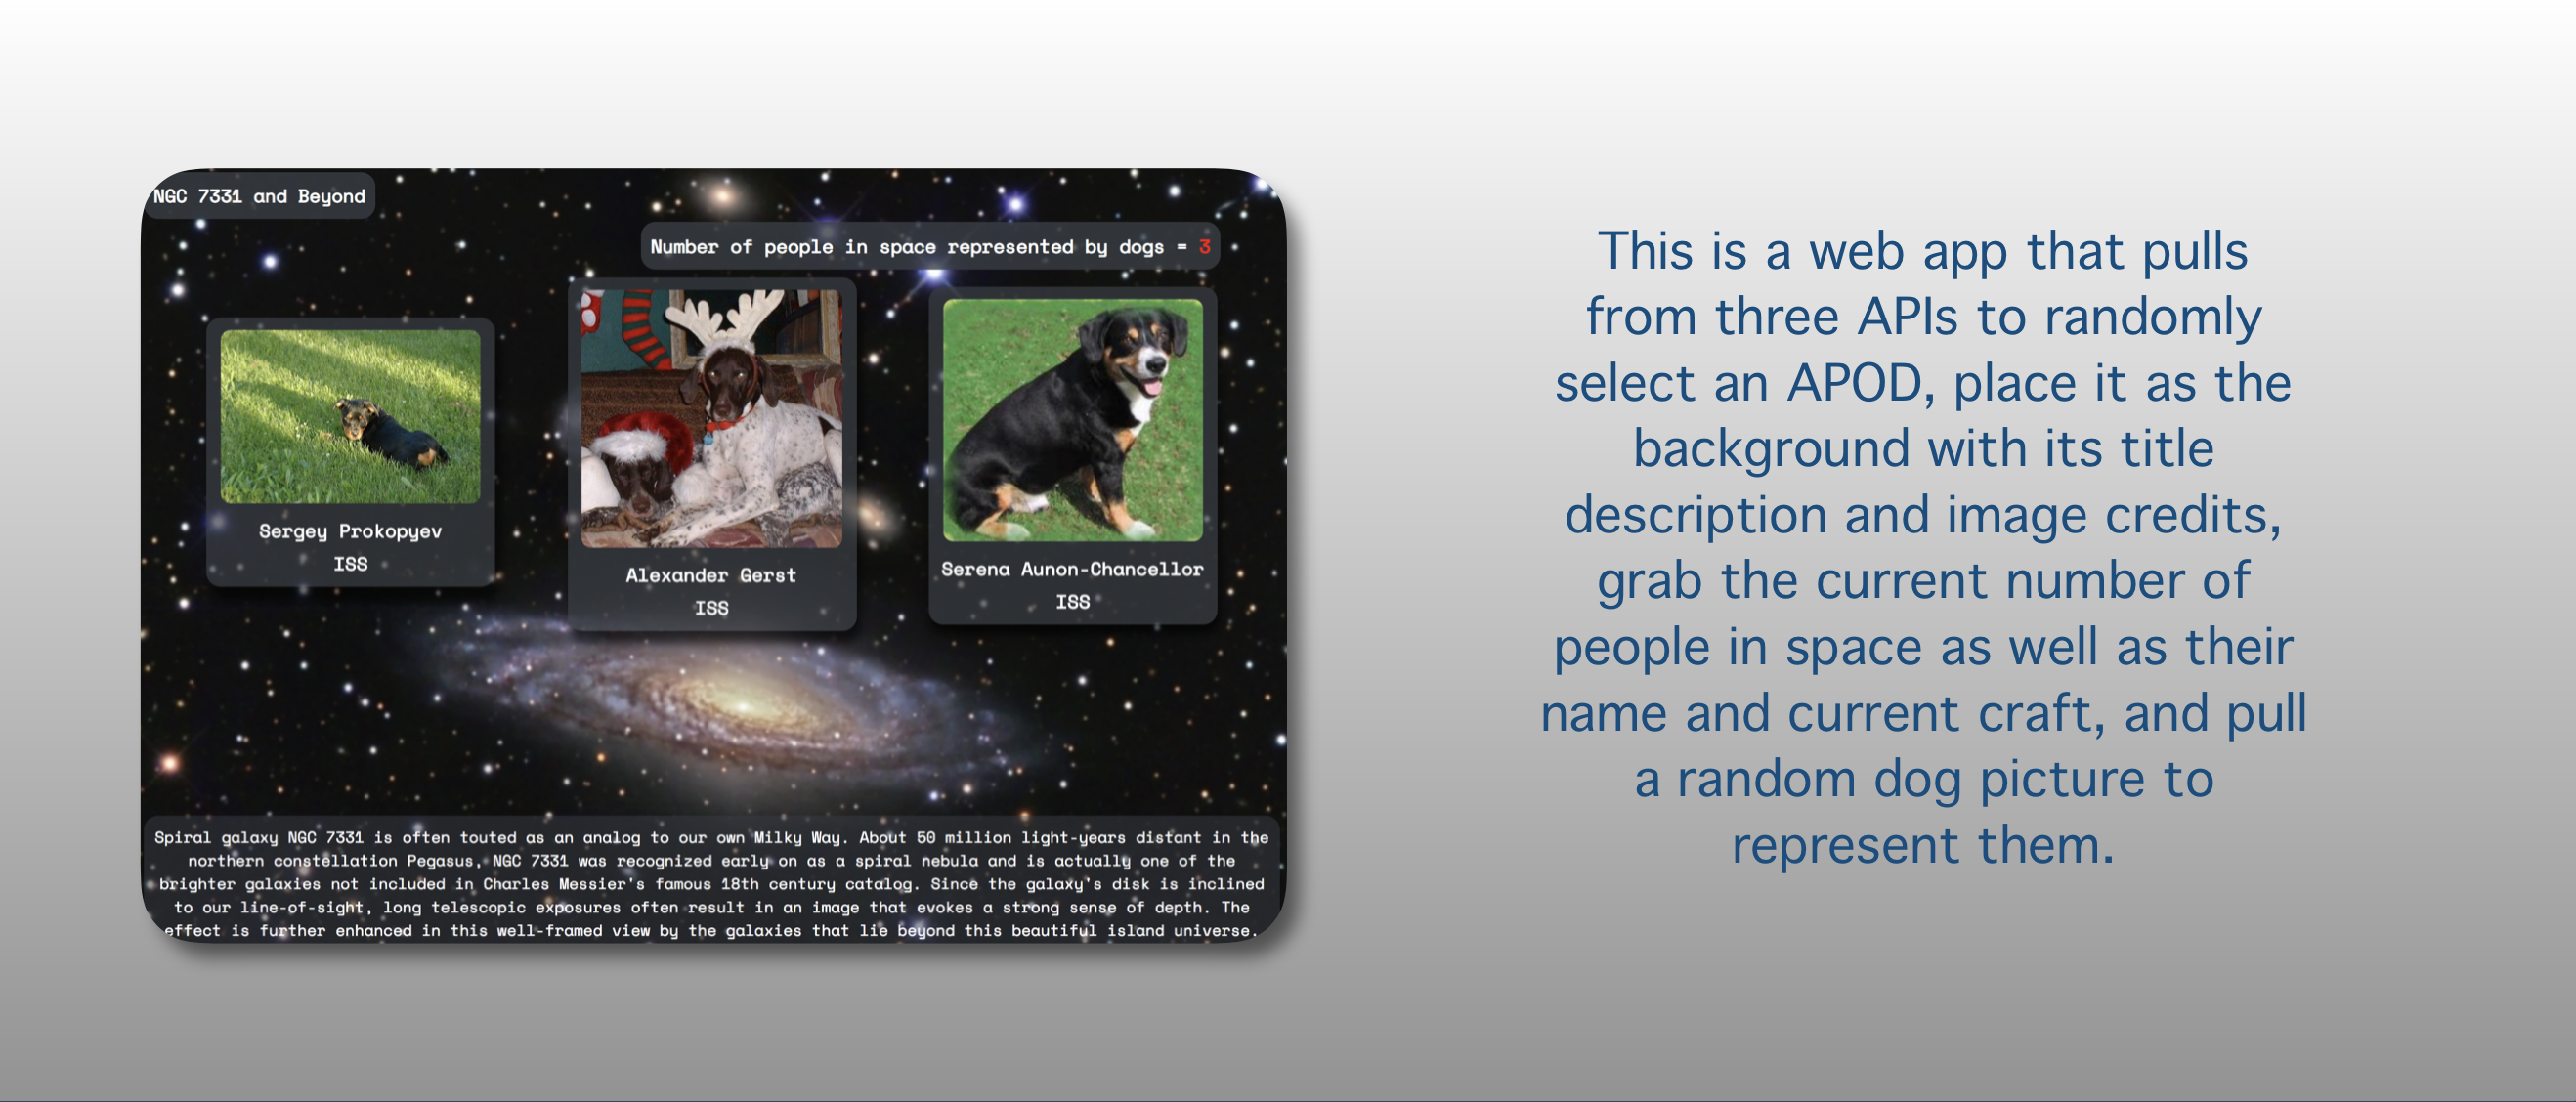 NGC 7331 and Beyond
Number of people in space represented by dogs = 3
Sergey Prokopyev
ISS
Alexander Gerst
ISS
Serena Aunon-Chancellor
ISS
Spiral galaxy NGC 7331 is often touted as an analog to our own Milky Way. About 50 million light-years distant in the
northern constellation Pegasus, NGC 7331 was recognized early on as a spiral nebula and is actually one of the
brighter galaxies not included in Charles Messier's famous 18th century catalog. Since the galaxy's disk is inclined
to our line-of-sight, long telescopic exposures often result in an image that evokes a strong sense of depth. The
effect is further enhanced in this well-framed view by the galaxies that lie beyond this beautiful island universe.
This is a web app that pulls
from three APIs to randomly
select an APOD, place it as the
background with its title
description and image credits,
grab the current number of
people in space as well as their
name and current craft, and pull
a random dog picture to
represent them.